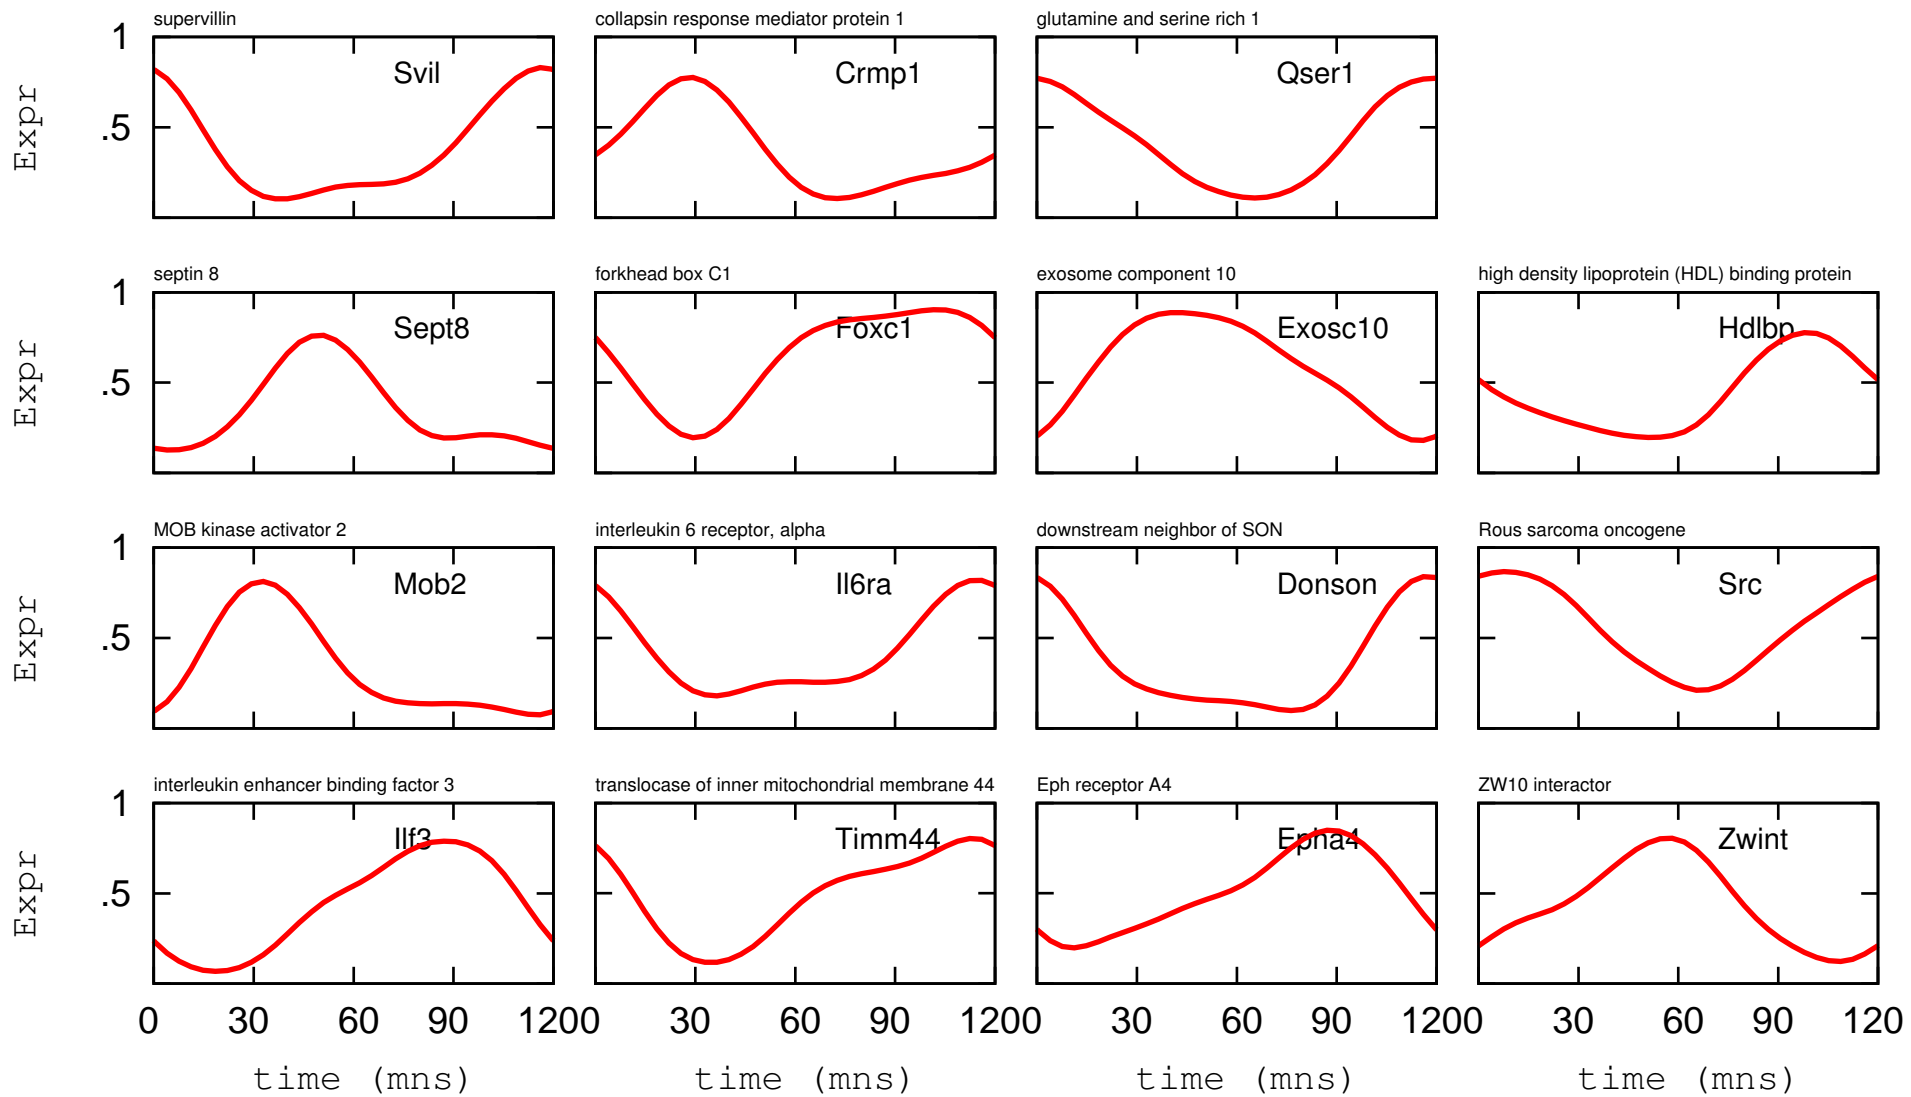 supervillin
collapsin response mediator protein 1
glutamine and serine rich 1
1
.5
Expr
Svil
Crmp1
Qser1
septin 8
forkhead box C1
exosome component 10
high density lipoprotein (HDL) binding protein
1
.5
Expr
Sept8
Foxc1
Exosc10
Hdlbp
MOB kinase activator 2
interleukin 6 receptor, alpha
downstream neighbor of SON
Rous sarcoma oncogene
1
.5
Expr
Mob2
Il6ra
Donson
Src
interleukin enhancer binding factor 3
translocase of inner mitochondrial membrane 44
Eph receptor A4
ZW10 interactor
1
.5
Expr
Ilf3
Timm44
Epha4
Zwint
0 30 60 90 1200 30 60 90 1200 30 60 90 1200 30 60 90 120
time (mns)
time (mns)
time (mns)
time (mns)